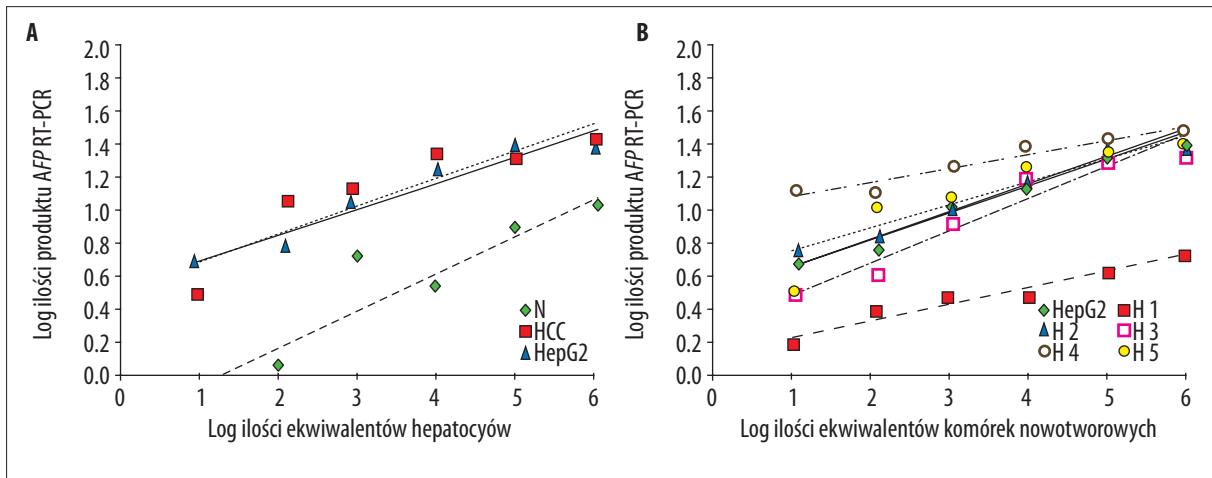 A
Log ilości produktu AFP RT-PCR
2.0
1.8
1.6
1.4
1.2
1.0
0.8
0.6
0.4
0.2
0.0
0 1 2 3 4 5 6
N
HCC
HepG2
Log ilości ekwiwalentów hepatocyów
B
Log ilości produktu AFP RT-PCR
2.0
1.8
1.6
1.4
1.2
1.0
0.8
0.6
0.4
0.2
0.0
0 1 2 3 4 5 6
HepG2 H 1
H 2 H 3
H 4 H 5
Log ilości ekwiwalentów komórek nowotworowych